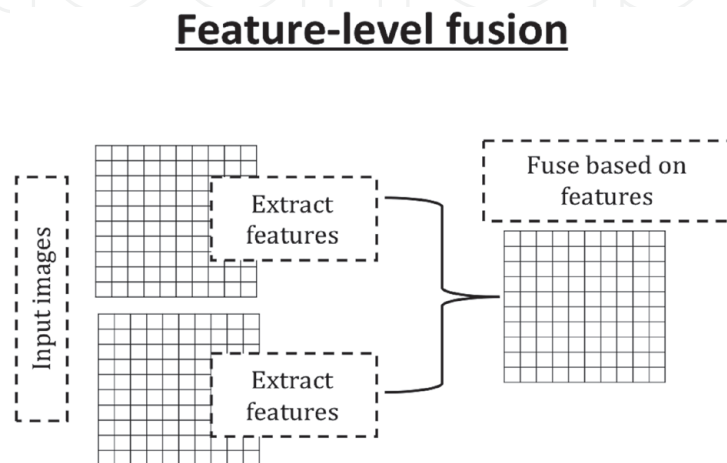 Feature-level fusion
Input images
Extract
features
Extract
features
Fuse based on
features